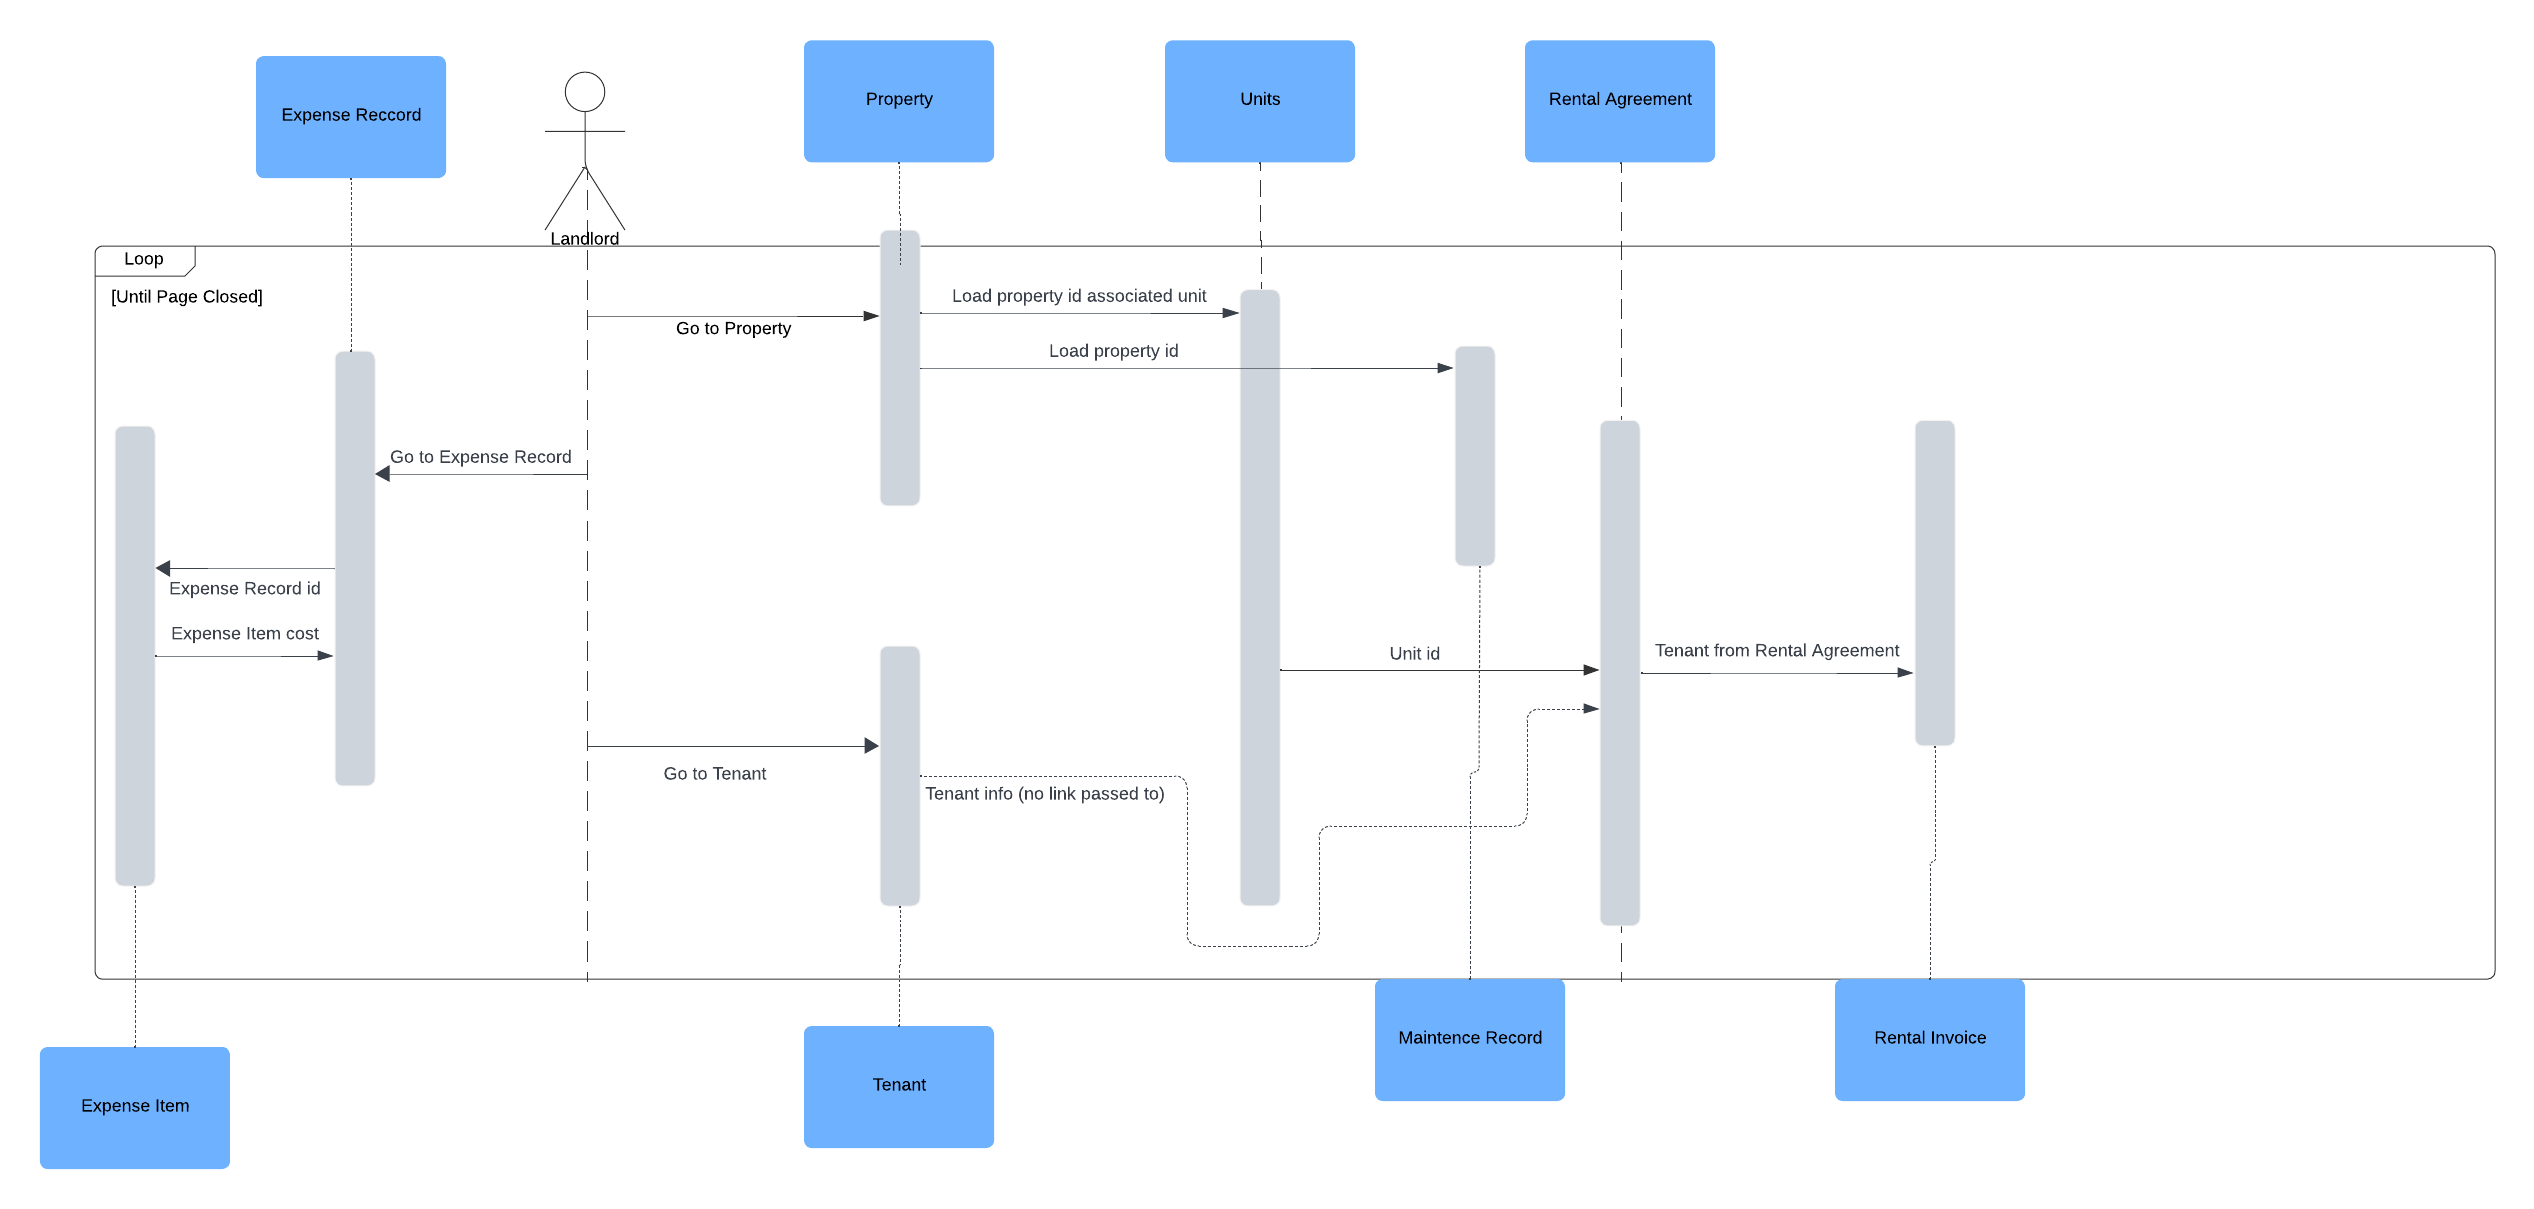 Expense Reccord
Property
Units
Rental Agreement
Landlord
Loop
[Until Page Closed]
Load property id associated unit
Go to Property
Load property id
Go to Expense Record
Expense Record id
Expense Item cost
Unit id
Tenant from Rental Agreement
Go to Tenant
Tenant info (no link passed to)
Maintence Record
Rental Invoice
Tenant
Expense Item